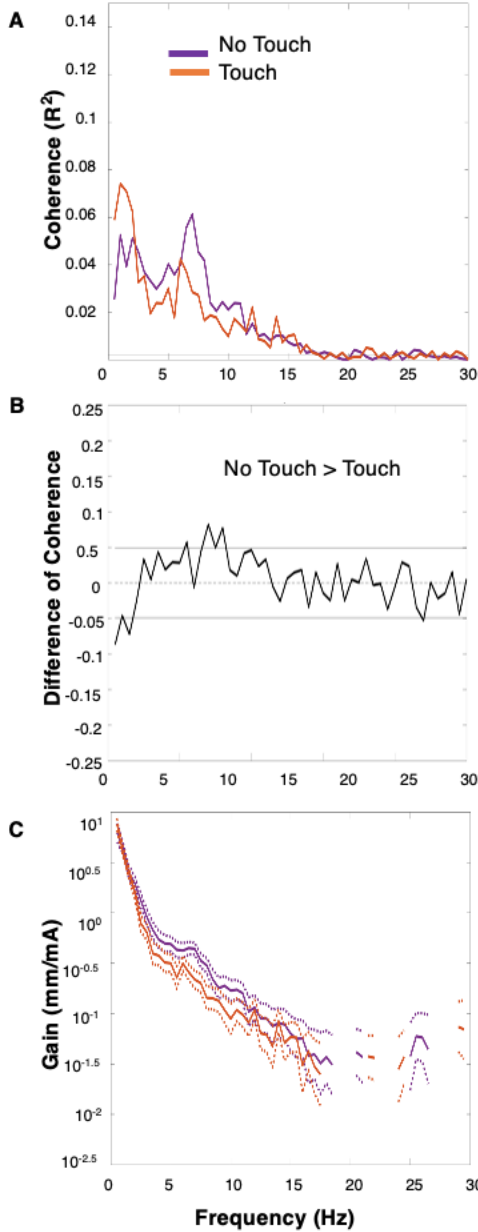 A
0.14
0.12
0.1
0.08
0.06
0.04
0.02
Coherence (R²)
No Touch
Touch
0 5 10 15 20 25 30
B
0.25
0.2
0.15
0.1
0.5
0
-0.05
-0.1
-0.15
-0.2
-0.25
Difference of Coherence
No Touch > Touch
0 5 10 15 20 25 30
C
10¹
10⁰·⁵
10⁰
10⁻⁰·⁵
10⁻¹
10⁻¹·⁵
10⁻²
10⁻²·⁵
Gain (mm/mA)
0 5 10 15 20 25 30
Frequency (Hz)